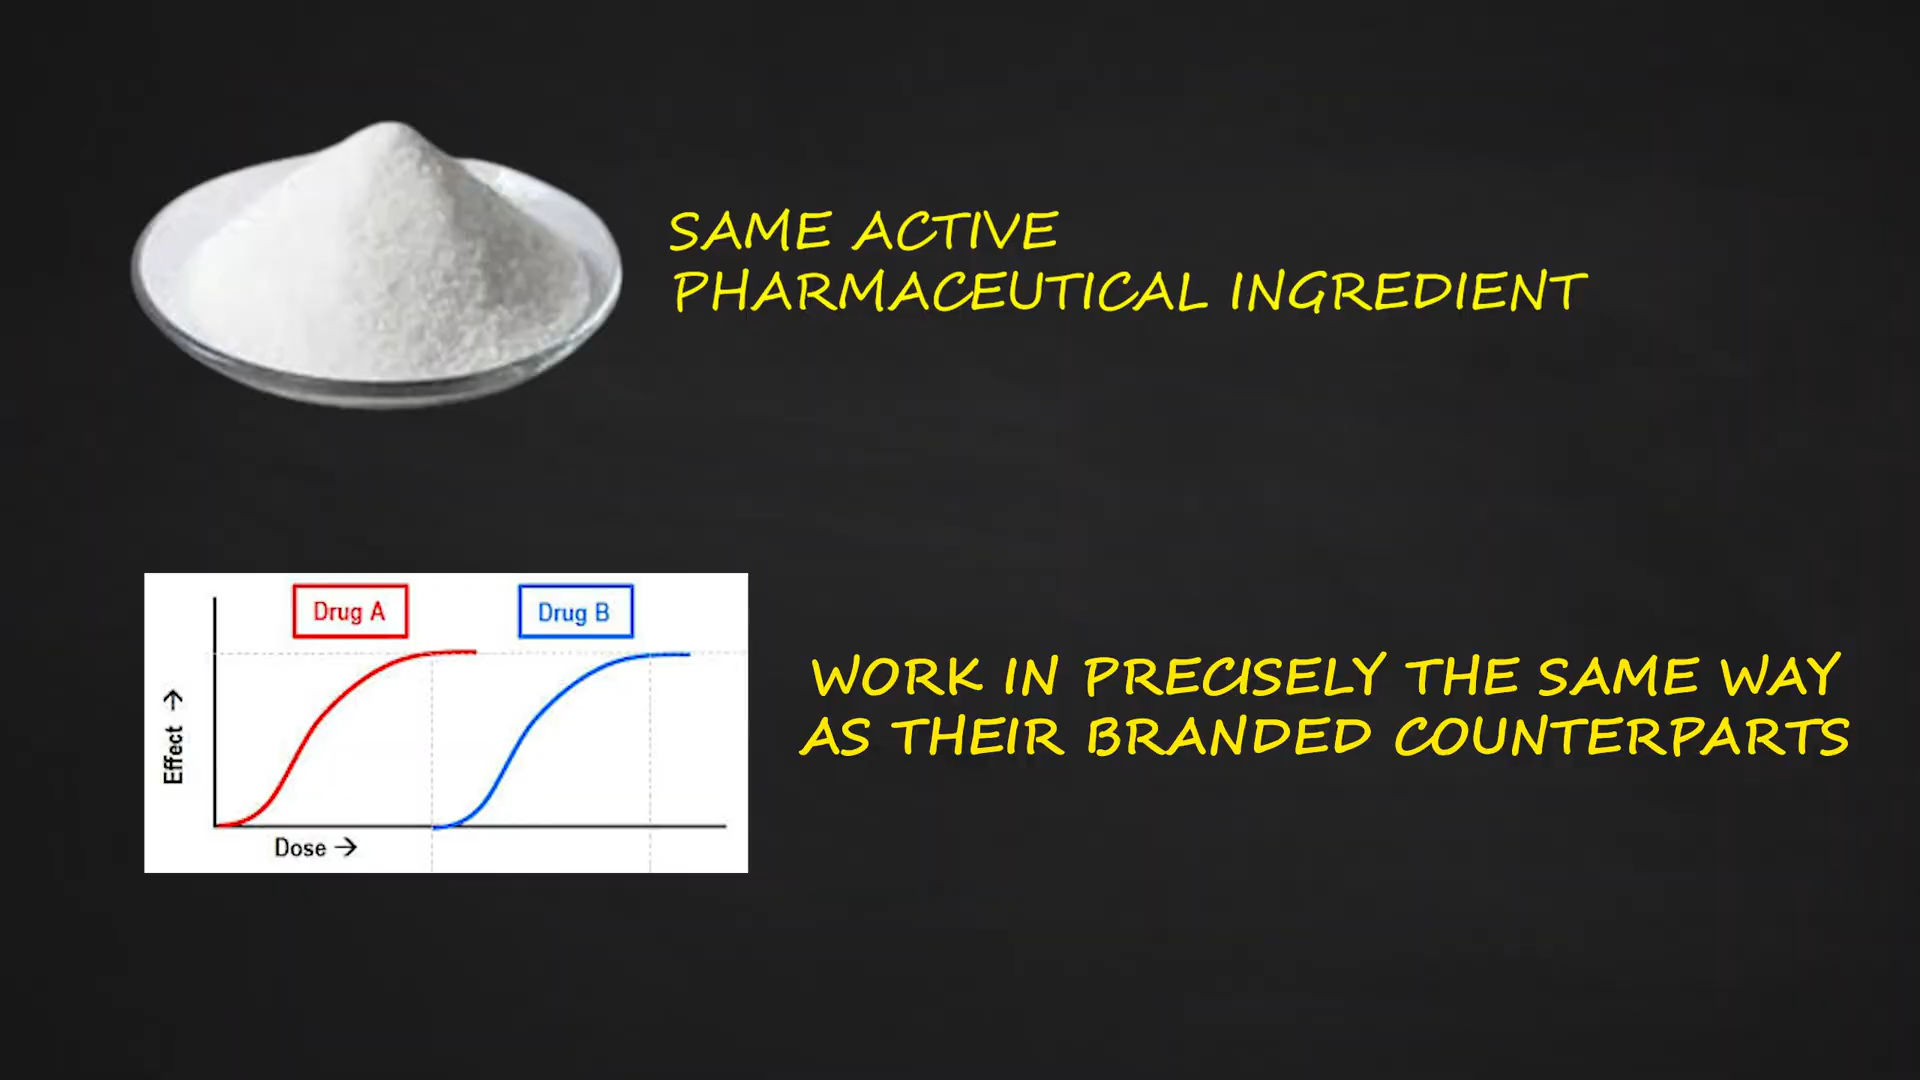 SAME ACTIVE
PHARMACEUTICAL INGREDIENT
Drug A
Drug B
Effect →
Dose →
WORK IN PRECISELY THE SAME WAY
AS THEIR BRANDED COUNTERPARTS